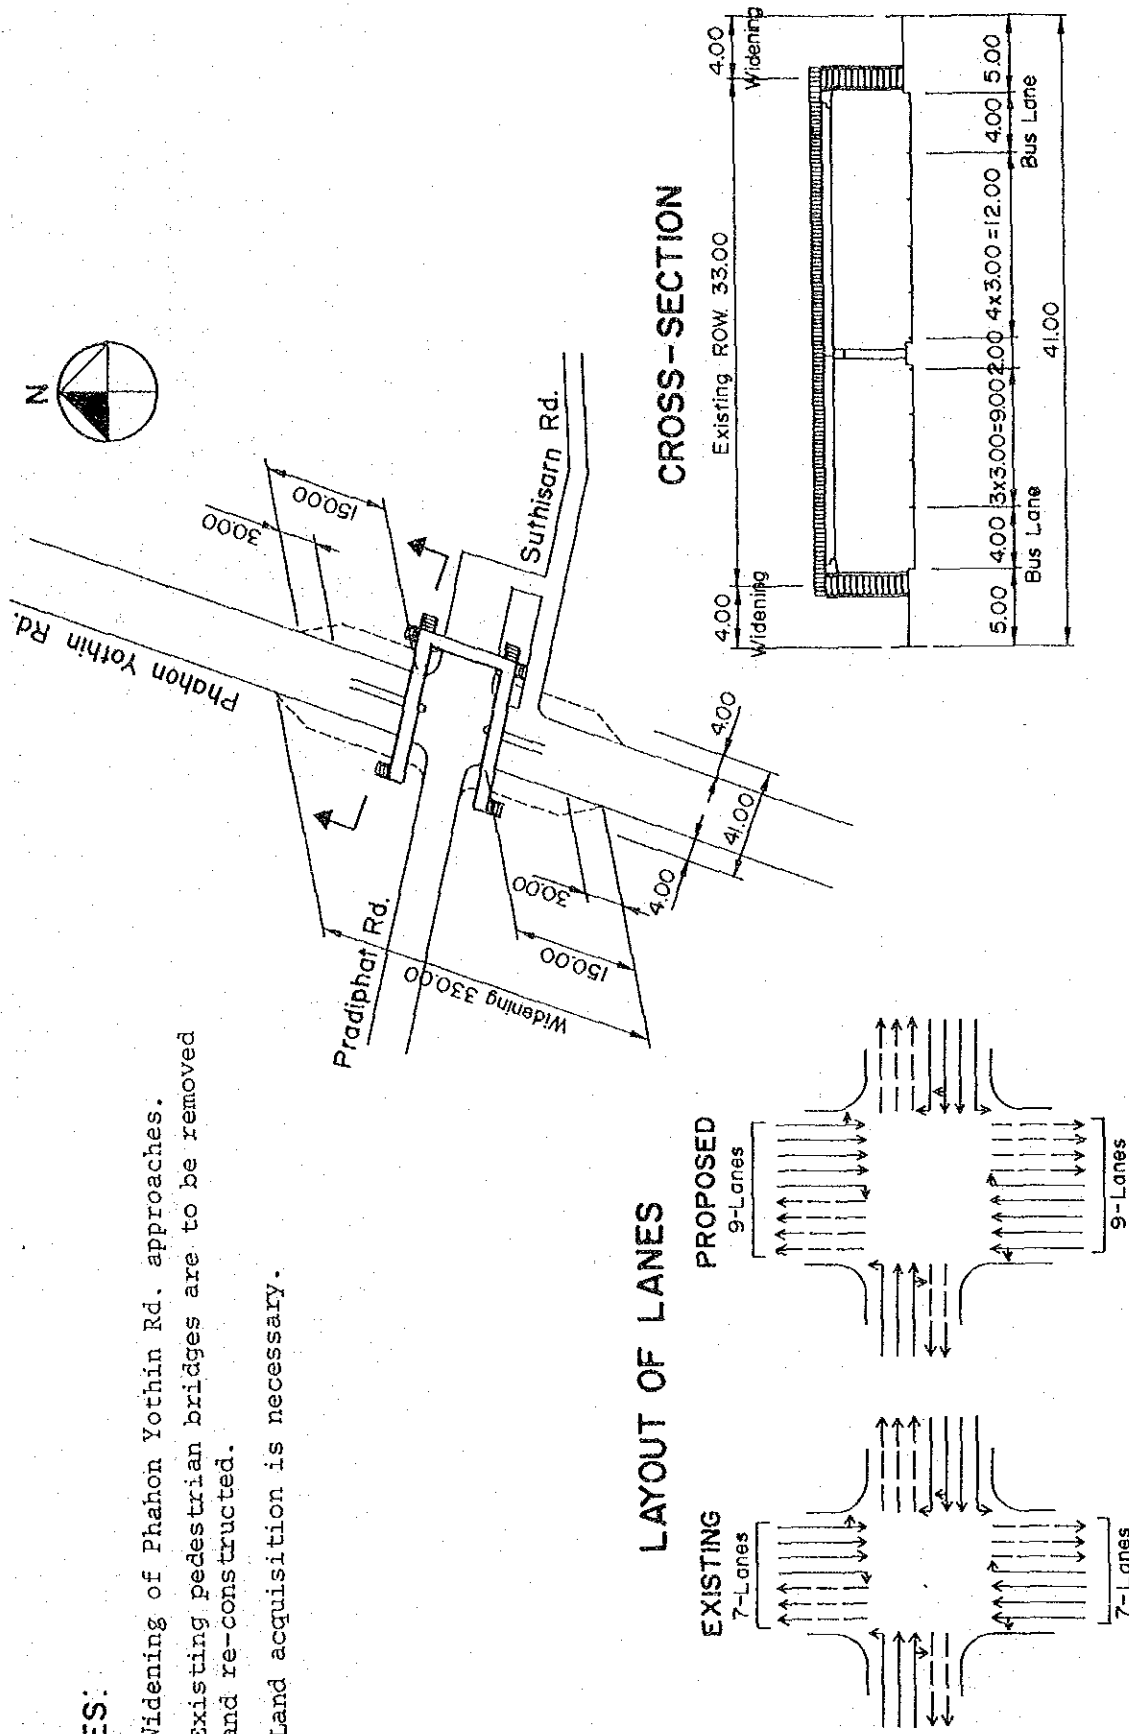 ES:
Widening of Phahon Yothin Rd. approaches.
Existing pedestrian bridges are to be removed
and re-constructed.
Land acquisition is necessary.
N
Phahon Yothin Rd.
Pradiphat Rd.
Suthisarn Rd.
30.00
150.00
Widening 330.00
150.00
30.00
4.00
41.00
4.00
CROSS-SECTION
4.00
Existing ROW. 33.00
4.00
Widening
Widening
5.00
4.00
3x3.00=9.00
2.00
4x3.00=12.00
4.00
5.00
Bus Lane
Bus Lane
41.00
LAYOUT OF LANES
EXISTING
7-Lanes
7-Lanes
PROPOSED
9-Lanes
9-Lanes